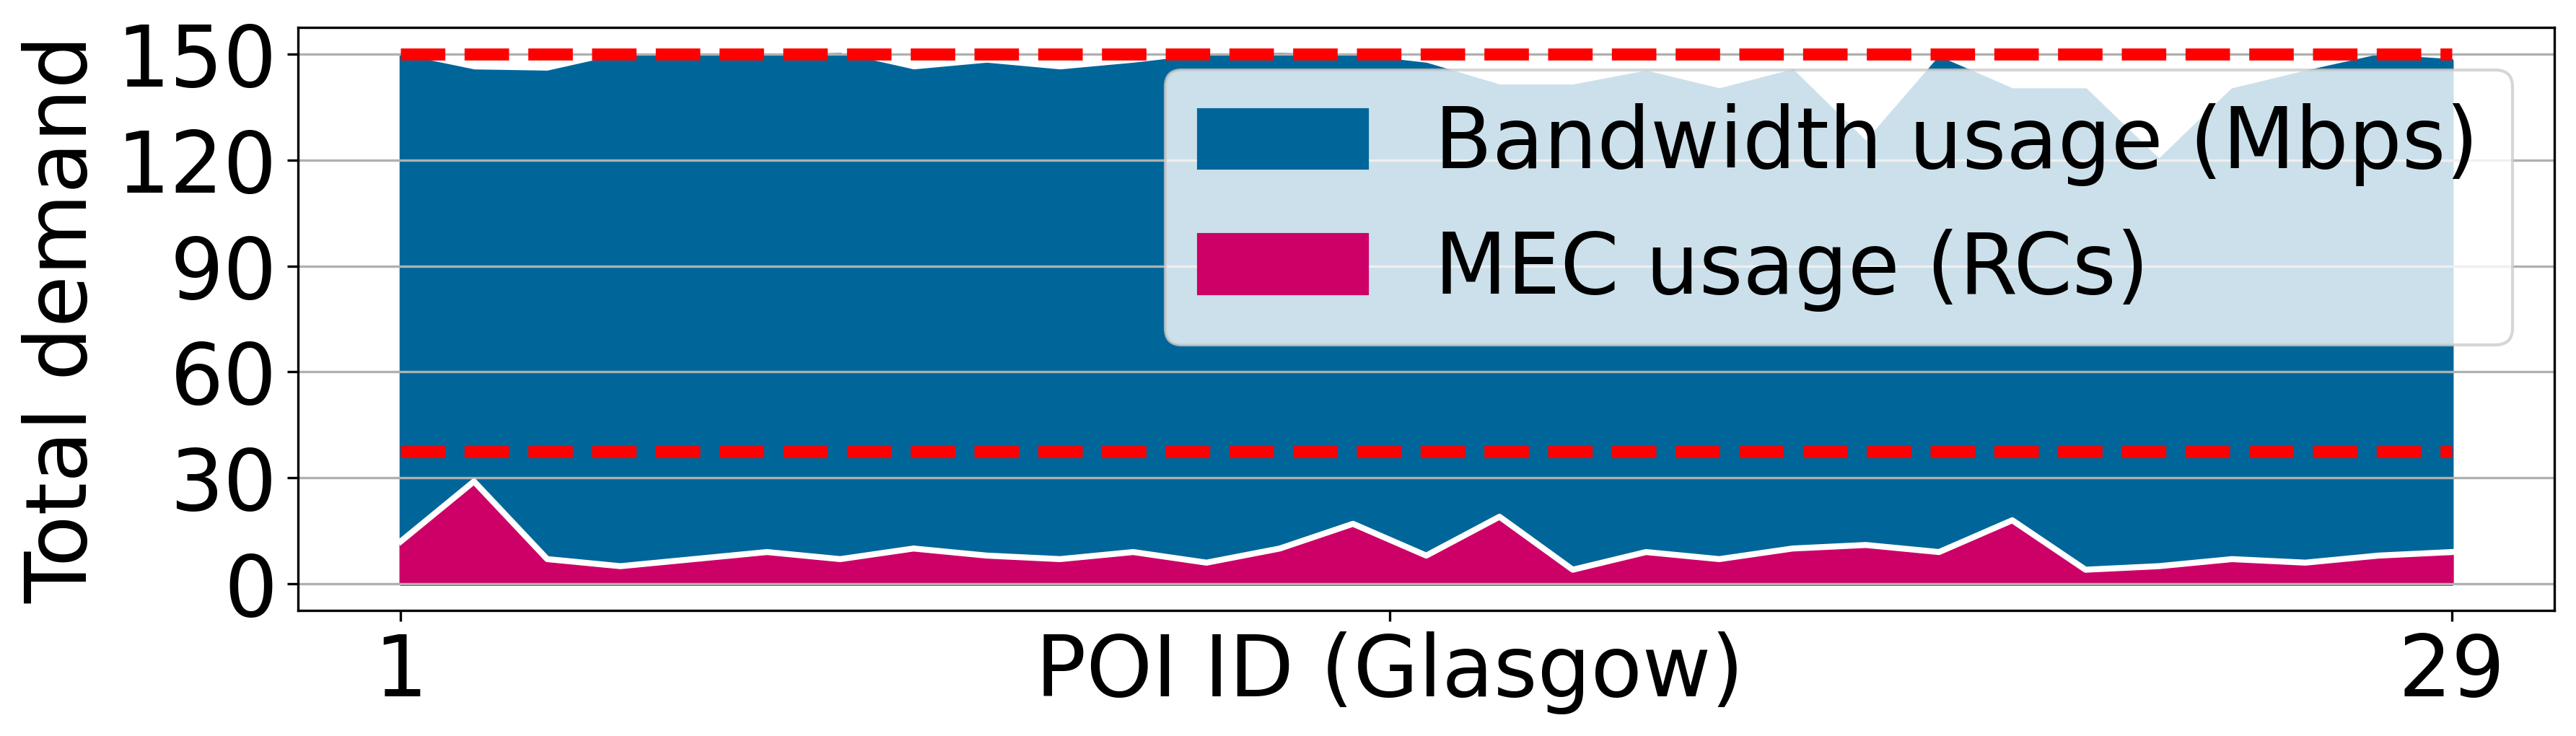 Total demand
150
120
90
60
30
0
Bandwidth usage (Mbps)
MEC usage (RCs)
1
POI ID (Glasgow)
29